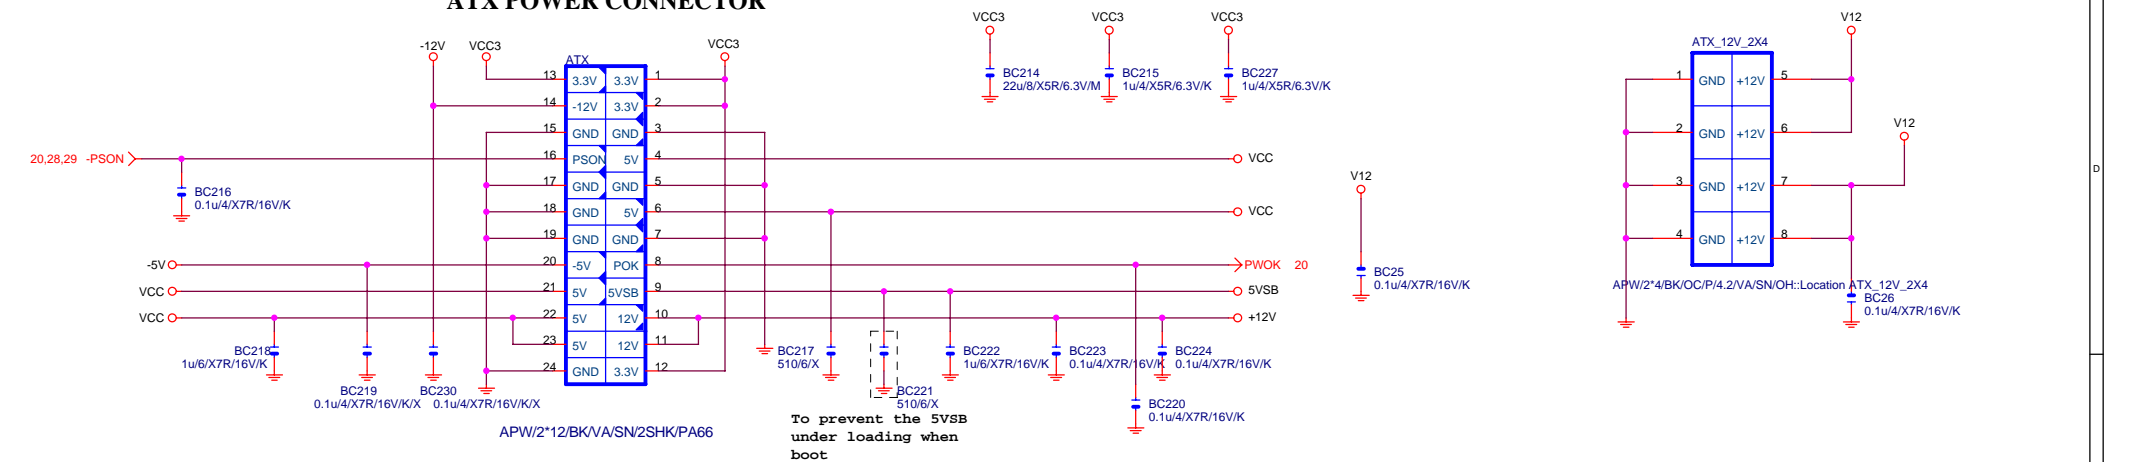 ATX POWER CONNECTOR
-12V
VCC3
VCC3
ATX
13 3.3V 3.3V 1
14 -12V 3.3V 2
15 GND GND 3
20,28,29 -PSON 16 PSON 5V 4 VCC
17 GND GND 5
18 GND 5V 6 VCC
19 GND GND 7
-5V 20 -5V POK 8 PWOK 20
VCC 21 5V 5VSB 9 5VSB
VCC 22 5V 12V 10 +12V
23 5V 12V 11
24 GND 3.3V 12
BC216
0.1u/4/X7R/16V/K
BC218
1u/6/X7R/16V/K
BC219
0.1u/4/X7R/16V/K/X
BC230
0.1u/4/X7R/16V/K/X
APW/2*12/BK/VA/SN/2SHK/PA66
BC217
510/6/X
BC221
510/6/X
To prevent the 5VSB
under loading when
boot
BC222
1u/6/X7R/16V/K
BC223
0.1u/4/X7R/16V/K
BC224
0.1u/4/X7R/16V/K
BC220
0.1u/4/X7R/16V/K
VCC3
BC214
22u/8/X5R/6.3V/M
VCC3
BC215
1u/4/X5R/6.3V/K
VCC3
BC227
1u/4/X5R/6.3V/K
V12
BC25
0.1u/4/X7R/16V/K
ATX_12V_2X4
V12
1 GND +12V 5
2 GND +12V 6
V12
3 GND +12V 7
4 GND +12V 8
APW/2*4/BK/OC/P/4.2/VA/SN/OH::Location ATX_12V_2X4
BC26
0.1u/4/X7R/16V/K
D